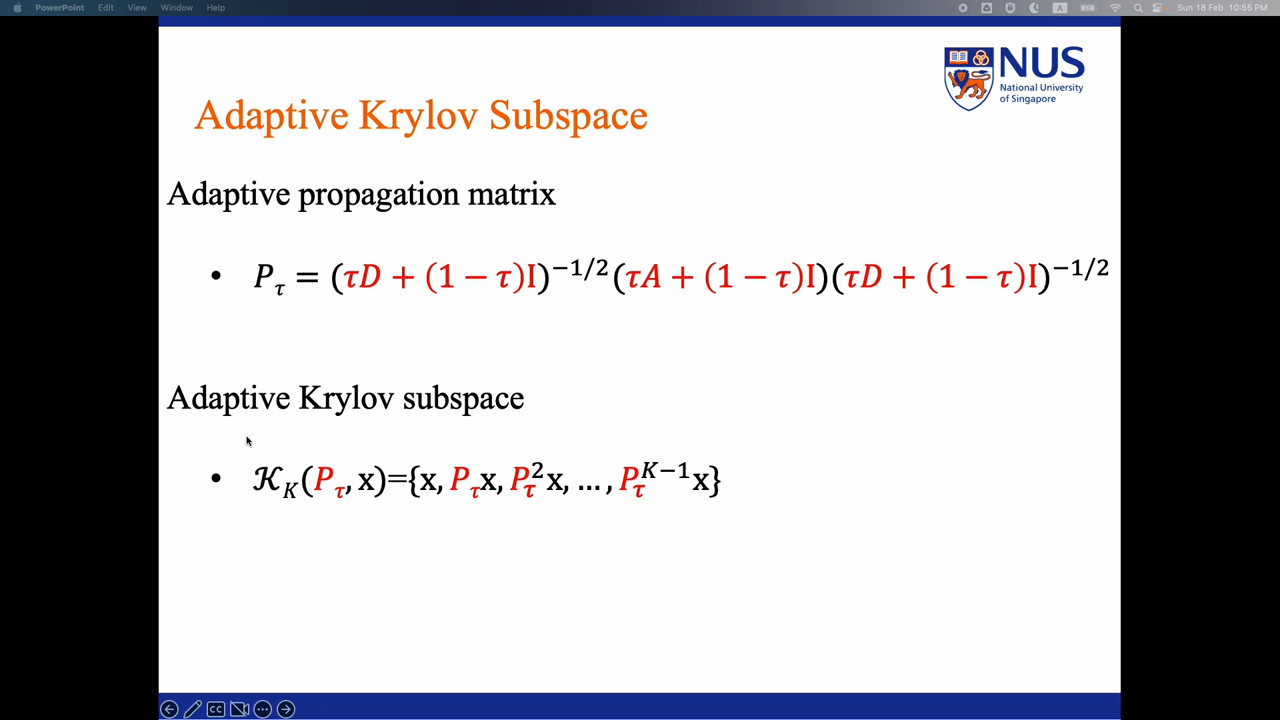 PowerPoint Edit View Window Help A Sun 18 Feb 10:55 PM
NUS
National University
of Singapore
Adaptive Krylov Subspace
Adaptive propagation matrix
• P_τ = (τD + (1 − τ)I)^{−1/2}(τA + (1 − τ)I)(τD + (1 − τ)I)^{−1/2}
Adaptive Krylov subspace
• 𝒦_K(P_τ, x)={x, P_τx, P_τ^2x, …, P_τ^{K−1}x}
CC